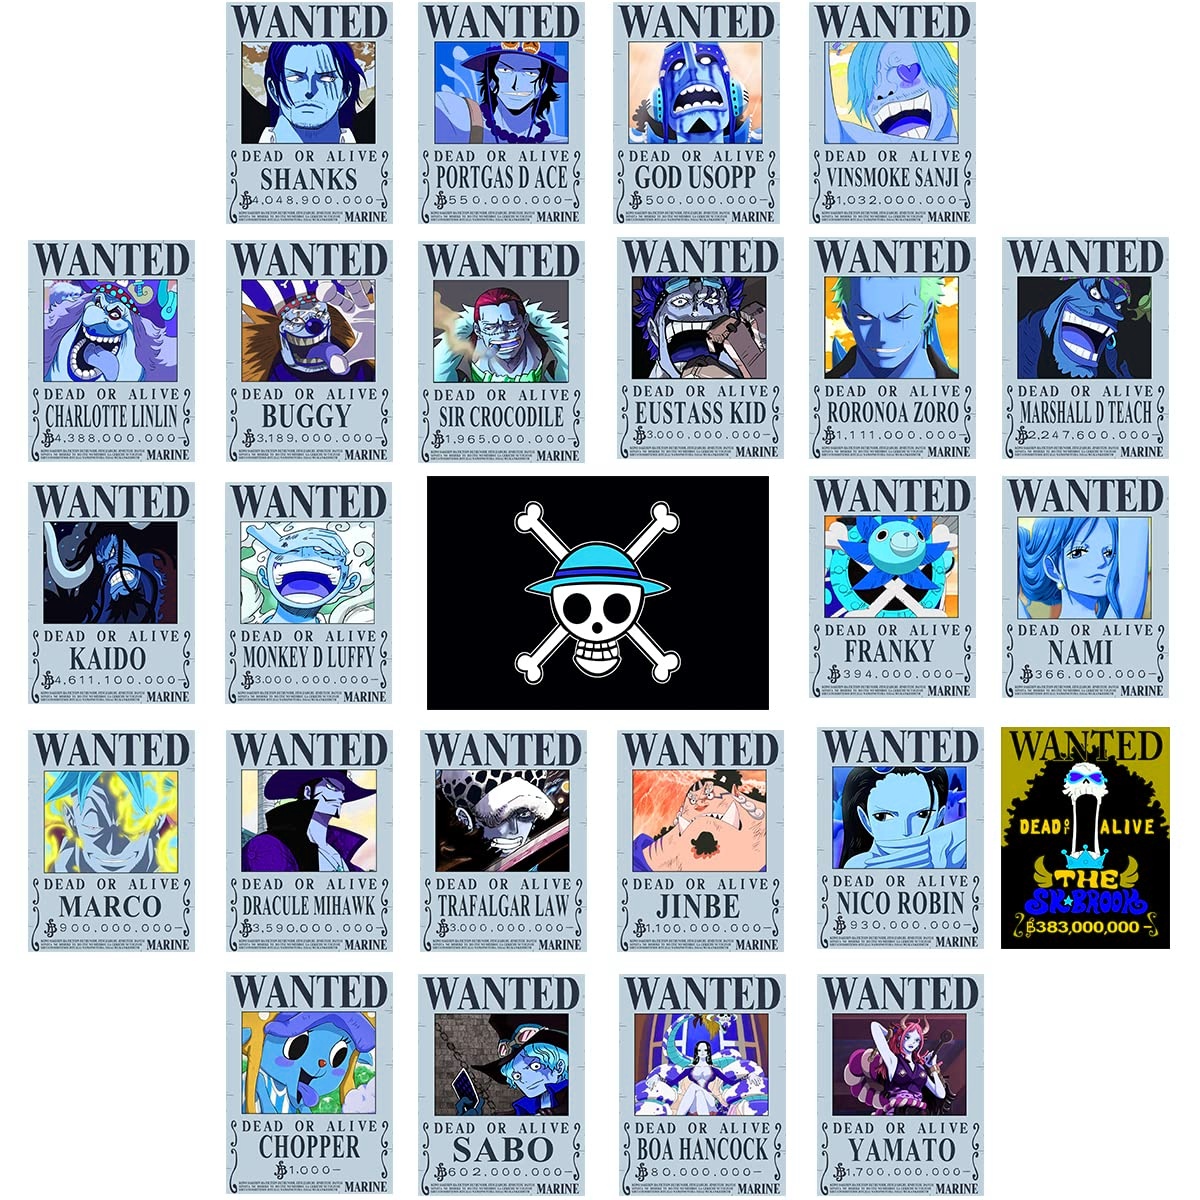 WANTED
DEAD OR ALIVE
SHANKS
฿4,048.900.000-
MARINE
WANTED
DEAD OR ALIVE
PORTGAS D ACE
฿550.000.000-
MARINE
WANTED
DEAD OR ALIVE
GOD USOPP
฿500.000.000-
MARINE
WANTED
DEAD OR ALIVE
VINSMOKE SANJI
฿1.032.000.000-
MARINE
WANTED
DEAD OR ALIVE
CHARLOTTE LINLIN
฿4,388.000.000-
MARINE
WANTED
DEAD OR ALIVE
BUGGY
฿3,189.000.000-
MARINE
WANTED
DEAD OR ALIVE
SIR CROCODILE
฿1,965.000.000-
MARINE
WANTED
DEAD OR ALIVE
EUSTASS KID
฿3.000.000.000-
MARINE
WANTED
DEAD OR ALIVE
RORONOA ZORO
฿1,111.000.000-
MARINE
WANTED
DEAD OR ALIVE
MARSHALL D TEACH
฿2,247.600.000-
MARINE
WANTED
DEAD OR ALIVE
KAIDO
฿4,611,100.000-
MARINE
WANTED
DEAD OR ALIVE
MONKEY D LUFFY
฿3.000.000.000-
MARINE
WANTED
DEAD OR ALIVE
FRANKY
฿394.000.000-
MARINE
WANTED
DEAD OR ALIVE
NAMI
฿366.000.000-
MARINE
WANTED
DEAD OR ALIVE
MARCO
฿900.000.000-
MARINE
WANTED
DEAD OR ALIVE
DRACULE MIHAWK
฿3,590.000.000-
MARINE
WANTED
DEAD OR ALIVE
TRAFALGAR LAW
฿3.000.000.000-
MARINE
WANTED
DEAD OR ALIVE
JINBE
฿1,100.000.000-
MARINE
WANTED
DEAD OR ALIVE
NICO ROBIN
฿930.000.000-
MARINE
WANTED
DEAD OR ALIVE
THE
SK★BROOK
฿383,000,000-
WANTED
DEAD OR ALIVE
CHOPPER
฿1.000-
MARINE
WANTED
DEAD OR ALIVE
SABO
฿602.000.000-
MARINE
WANTED
DEAD OR ALIVE
BOA HANCOCK
฿80.000.000-
MARINE
WANTED
DEAD OR ALIVE
YAMATO
฿1,700.000.000-
MARINE